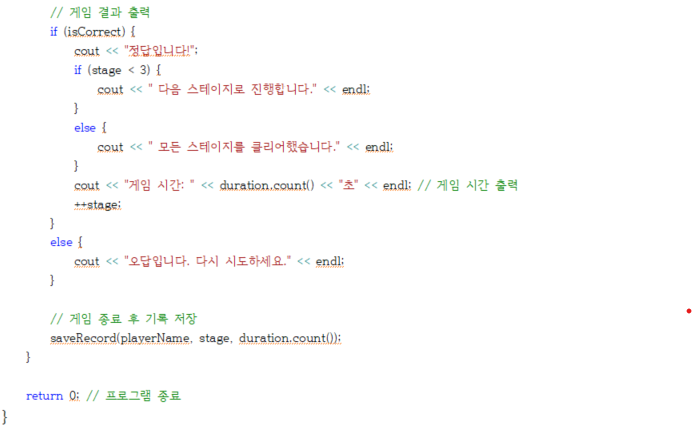 // 게임 결과 출력
if (isCorrect) {
cout << "정답입니다!";
if (stage < 3) {
cout << " 다음 스테이지로 진행합니다." << endl;
}
else {
cout << " 모든 스테이지를 클리어했습니다." << endl;
}
cout << "게임 시간: " << duration.count() << "초" << endl; // 게임 시간 출력
++stage;
}
else {
cout << "오답입니다. 다시 시도하세요." << endl;
}
// 게임 종료 후 기록 저장
saveRecord(playerName, stage, duration.count());
}
return 0; // 프로그램 종료
}